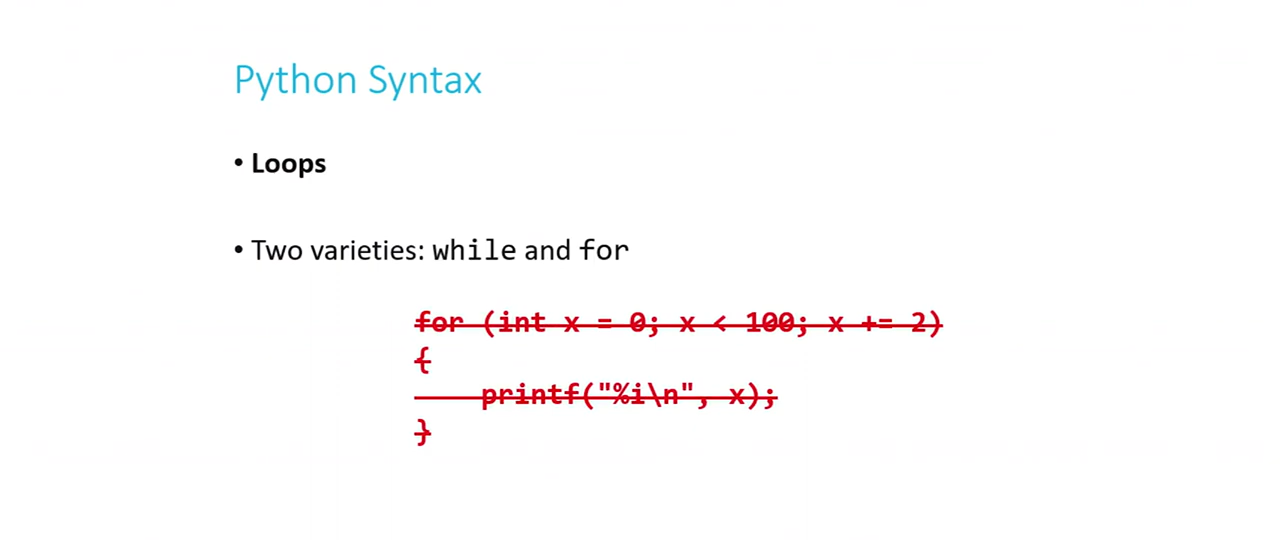 Python Syntax
• Loops
• Two varieties: while and for
for (int x = 0; x < 100; x += 2)
{
    printf("%i\n", x);
}